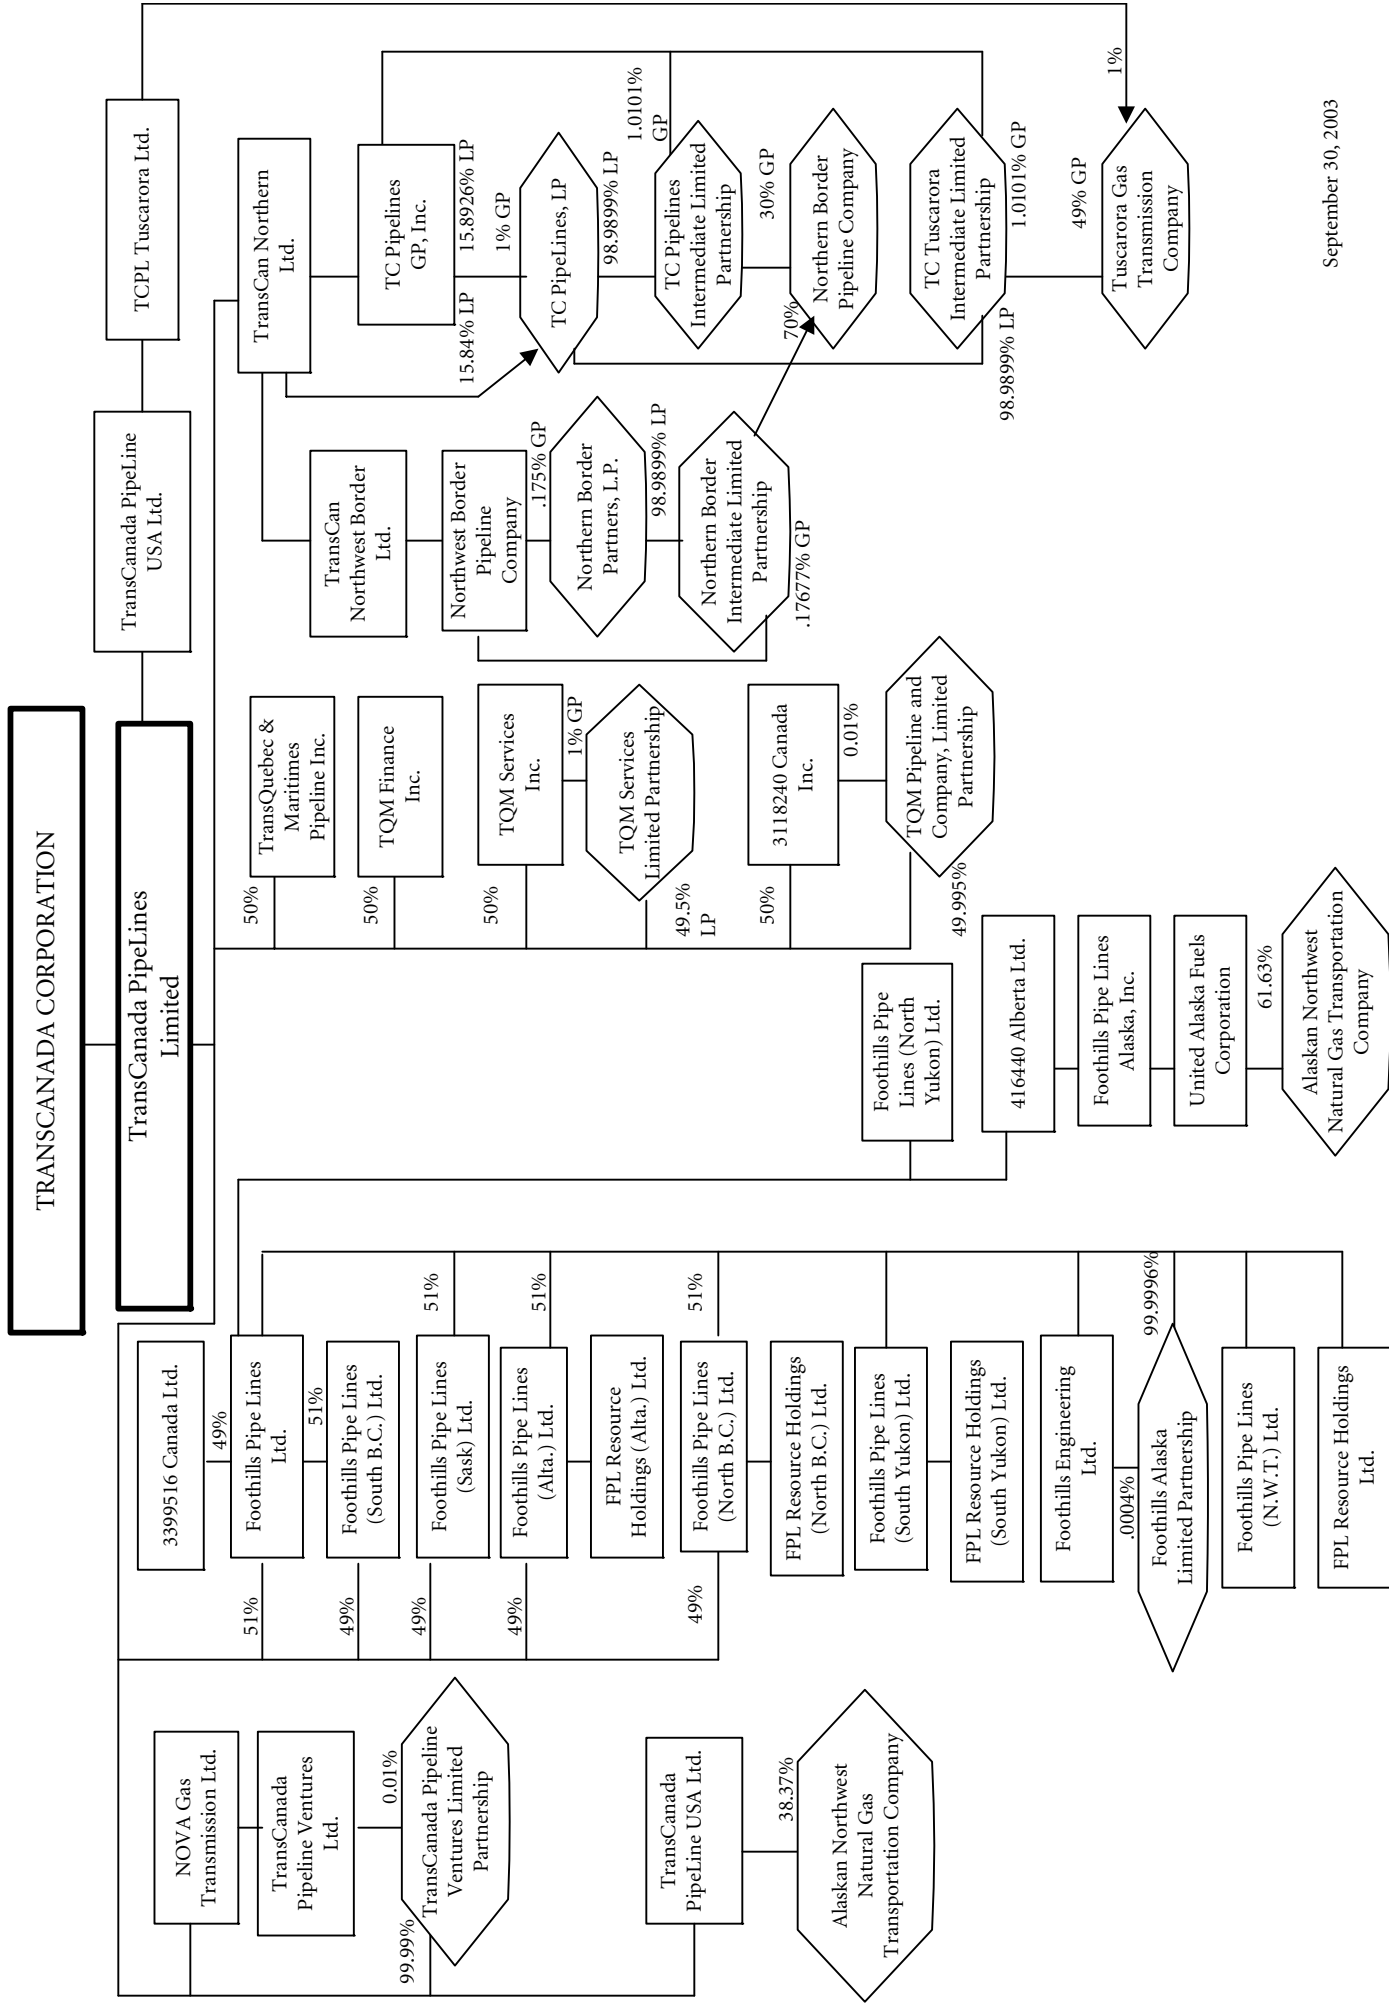 TRANSCANADA CORPORATION
TransCanada PipeLines
Limited
TransCanada PipeLine
USA Ltd.
TCPL Tuscarora Ltd.
NOVA Gas
Transmission Ltd.
TransCanada
Pipeline Ventures
Ltd.
0.01%
99.99%
TransCanada Pipeline
Ventures Limited
Partnership
TransCanada
PipeLine USA Ltd.
38.37%
Alaskan Northwest
Natural Gas
Transportation Company
3399516 Canada Ltd.
49%
51%
Foothills Pipe Lines
Ltd.
51%
49%
Foothills Pipe Lines
(South B.C.) Ltd.
49%
Foothills Pipe Lines
(Sask) Ltd.
51%
49%
Foothills Pipe Lines
(Alta.) Ltd.
51%
FPL Resource
Holdings (Alta.) Ltd.
49%
Foothills Pipe Lines
(North B.C.) Ltd.
51%
FPL Resource Holdings
(North B.C.) Ltd.
Foothills Pipe Lines
(South Yukon) Ltd.
FPL Resource Holdings
(South Yukon) Ltd.
Foothills Engineering
Ltd.
.0004%
99.9996%
Foothills Alaska
Limited Partnership
Foothills Pipe Lines
(N.W.T.) Ltd.
FPL Resource Holdings
Ltd.
Foothills Pipe
Lines (North
Yukon) Ltd.
416440 Alberta Ltd.
Foothills Pipe Lines
Alaska, Inc.
United Alaska Fuels
Corporation
61.63%
Alaskan Northwest
Natural Gas Transportation
Company
50%
TransQuebec &
Maritimes
Pipeline Inc.
50%
TQM Finance
Inc.
50%
TQM Services
Inc.
1% GP
49.5%
LP
TQM Services
Limited Partnership
50%
3118240 Canada
Inc.
0.01%
49.995%
TQM Pipeline and
Company, Limited
Partnership
TransCan Northern
Ltd.
TransCan
Northwest Border
Ltd.
Northwest Border
Pipeline
Company
.175% GP
Northern Border
Partners, L.P.
98.9899% LP
Northern Border
Intermediate Limited
Partnership
.17677% GP
70%
TC Pipelines
GP, Inc.
15.84% LP
15.8926% LP
1% GP
TC PipeLines, LP
98.9899% LP
1.0101%
GP
TC Pipelines
Intermediate Limited
Partnership
30% GP
Northern Border
Pipeline Company
TC Tuscarora
Intermediate Limited
Partnership
98.9899% LP
1.0101% GP
49% GP
1%
Tuscarora Gas
Transmission
Company
September 30, 2003